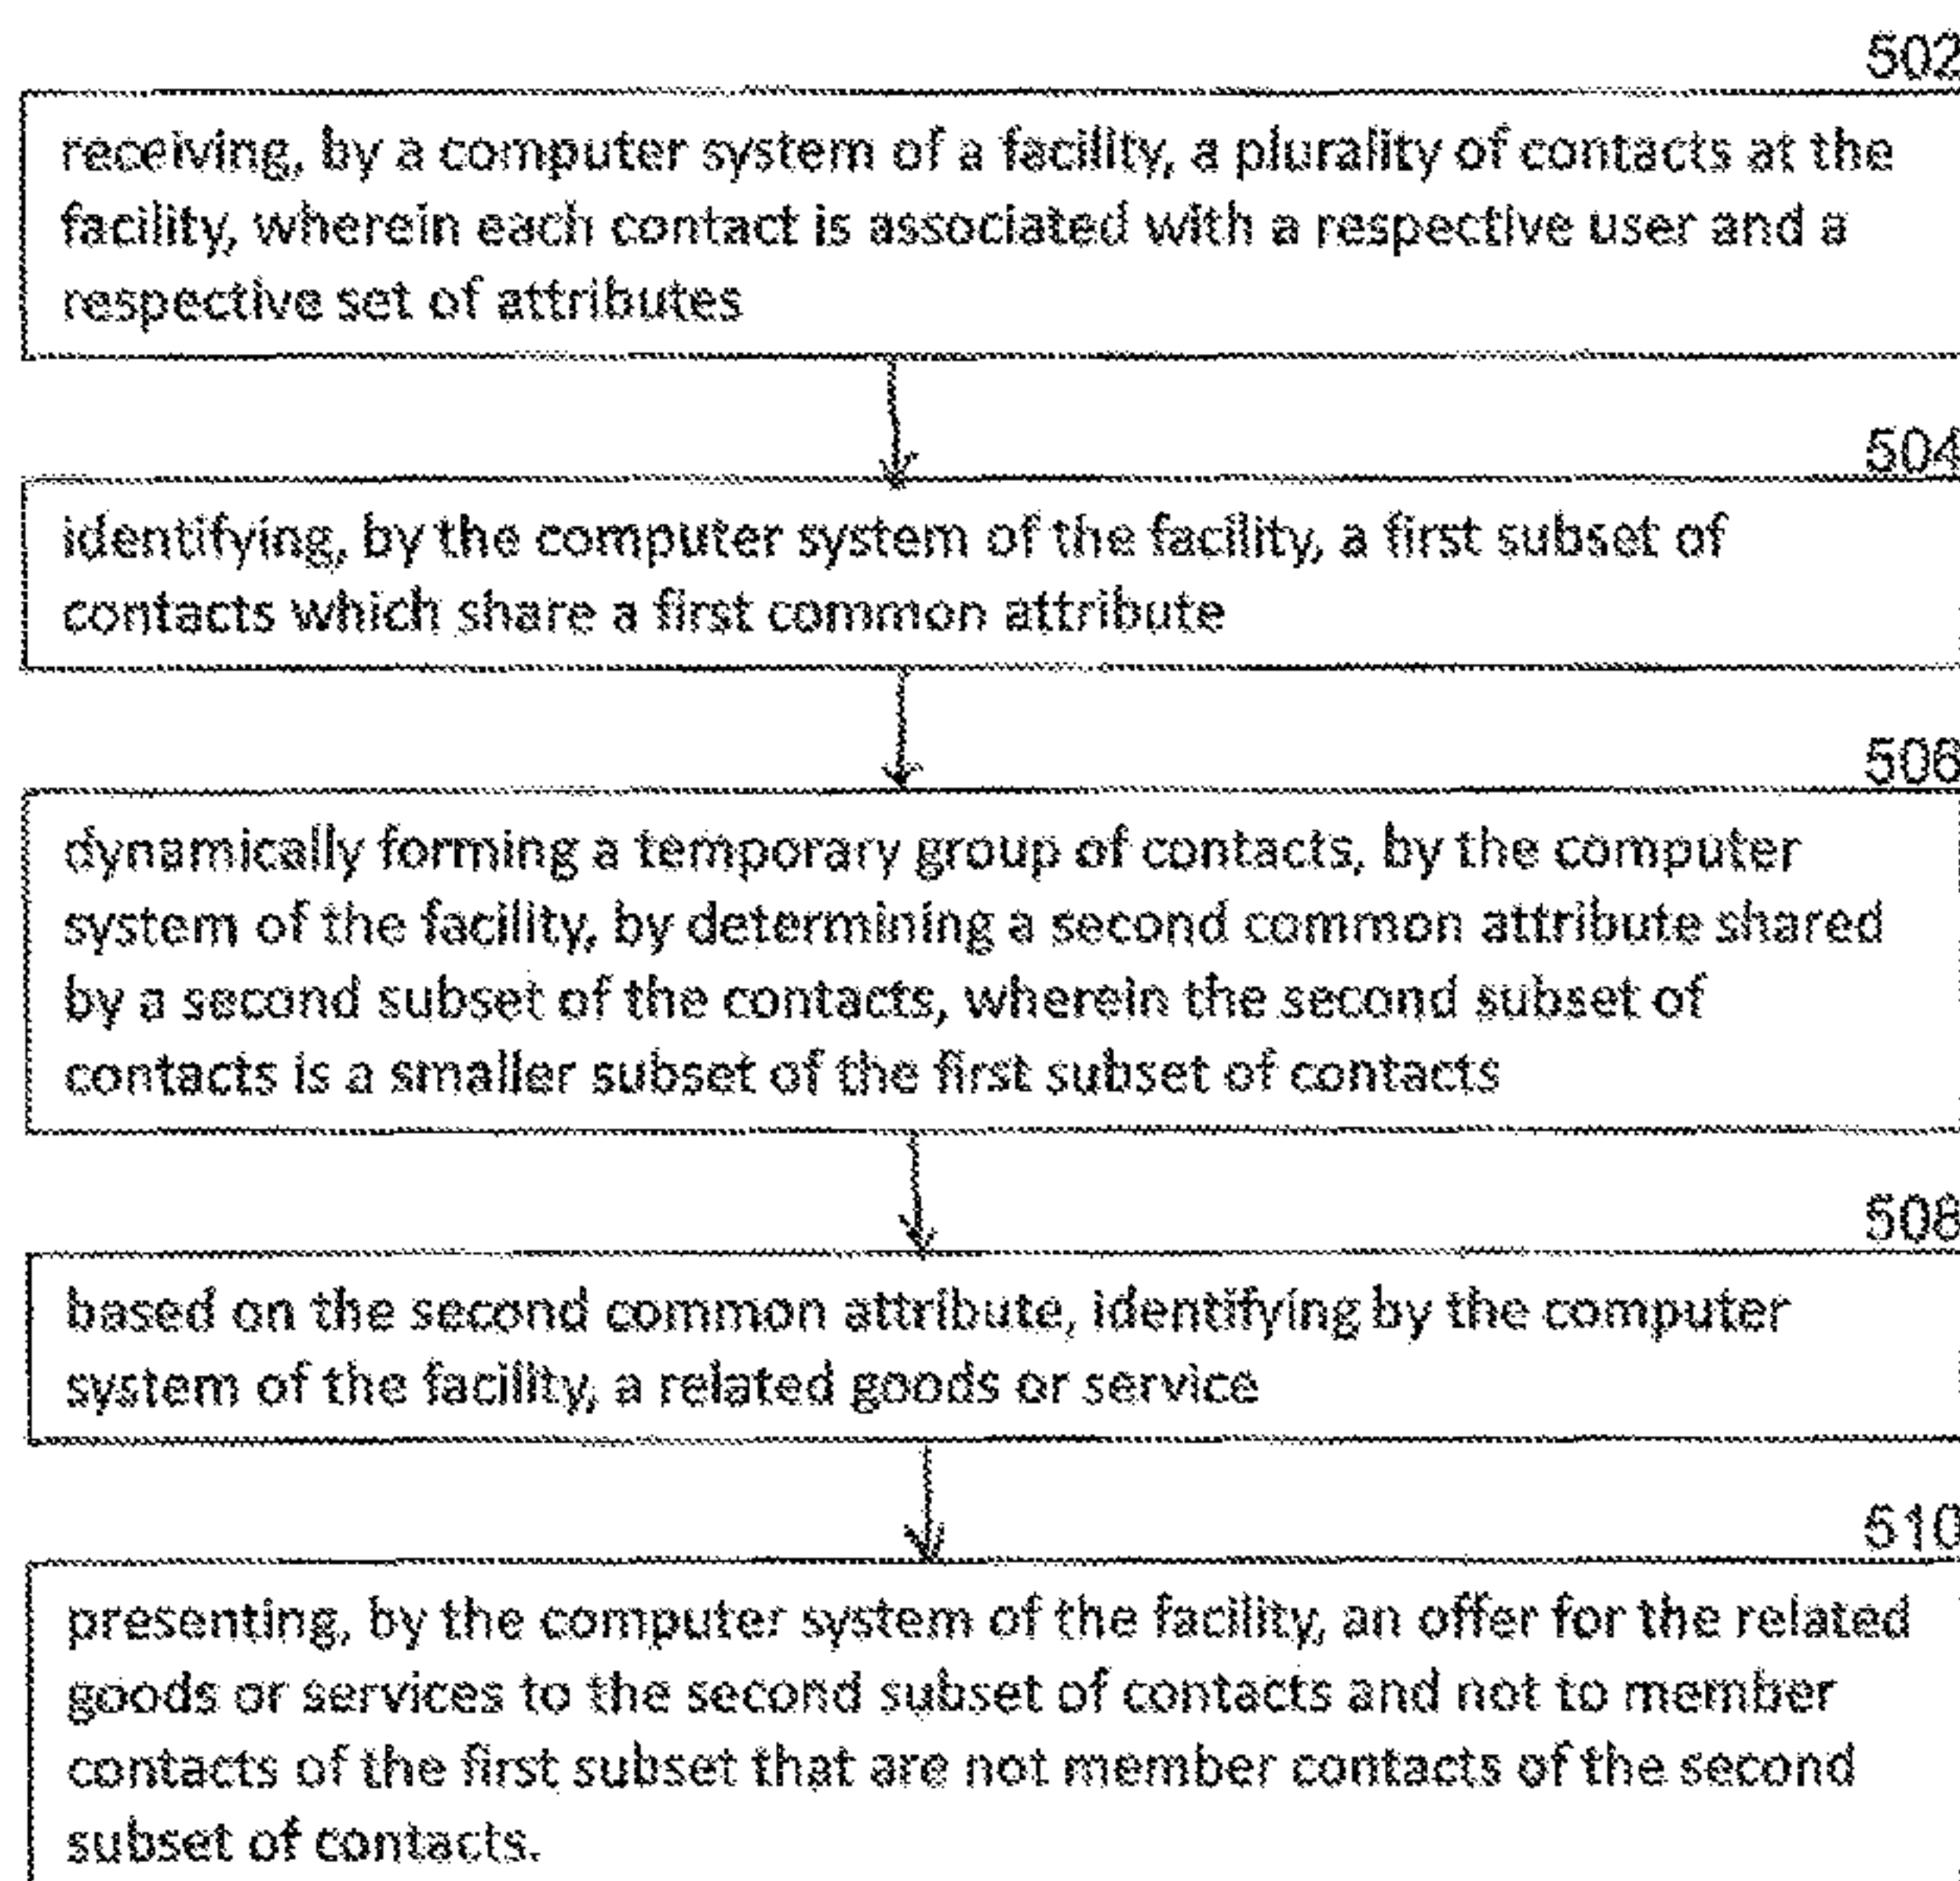 502
receiving, by a computer system of a facility, a plurality of contacts at the
facility, wherein each contact is associated with a respective user and a
respective set of attributes
504
identifying, by the computer system of the facility, a first subset of
contacts which share a first common attribute
506
dynamically forming a temporary group of contacts, by the computer
system of the facility, by determining a second common attribute shared
by a second subset of the contacts, wherein the second subset of
contacts is a smaller subset of the first subset of contacts
508
based on the second common attribute, identifying by the computer
system of the facility, a related goods or service
510
presenting, by the computer system of the facility, an offer for the related
goods or services to the second subset of contacts and not to member
contacts of the first subset that are not member contacts of the second
subset of contacts.